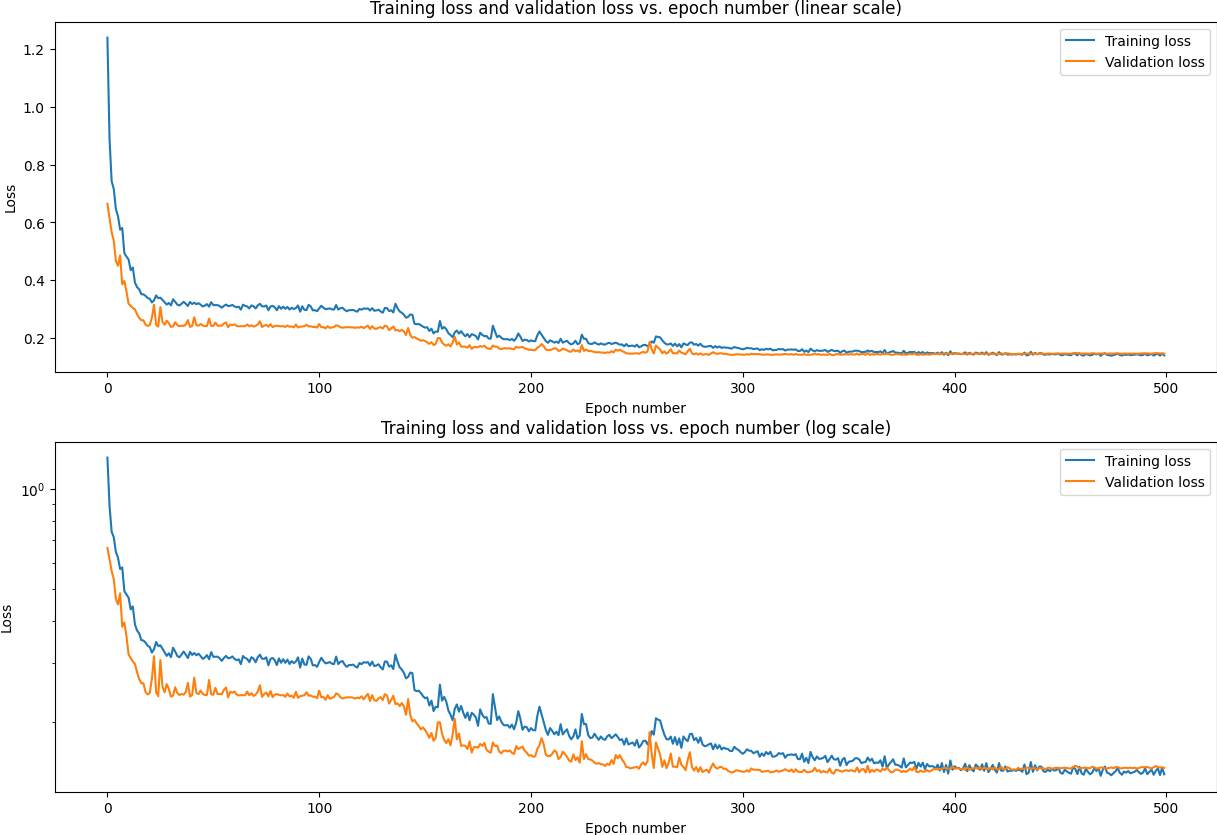 Training loss and validation loss vs. epoch number (linear scale)
Training loss
Validation loss
1.2
1.0
0.8
0.6
0.4
0.2
Loss
0 100 200 300 400 500
Epoch number
Training loss and validation loss vs. epoch number (log scale)
Training loss
Validation loss
10⁰
Loss
0 100 200 300 400 500
Epoch number